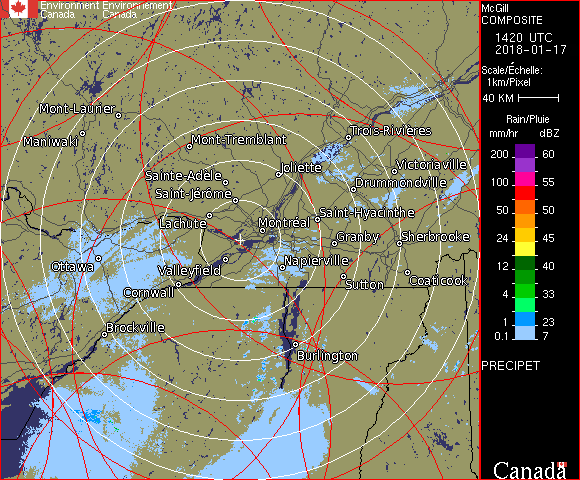 Environment Environnement
Canada Canada
Mont-Laurier
Maniwaki
Mont-Tremblant
Trois-Rivières
Sainte-Adèle
Joliette
Victoriaville
Saint-Jérôme
Drummondville
Lachute
Montréal
Saint-Hyacinthe
Granby
Sherbrooke
Ottawa
Valleyfield
Napierville
Cornwall
Sutton
Coaticook
Brockville
Burlington
McGill
COMPOSITE
1420 UTC
2018-01-17
Scale/Échelle:
1km/Pixel
40 KM
Rain/Pluie
mm/hr dBZ
200 60
150 57
100 55
50 50
24 45
12 40
4 33
1 23
0.1 7
PRECIPET
Canada